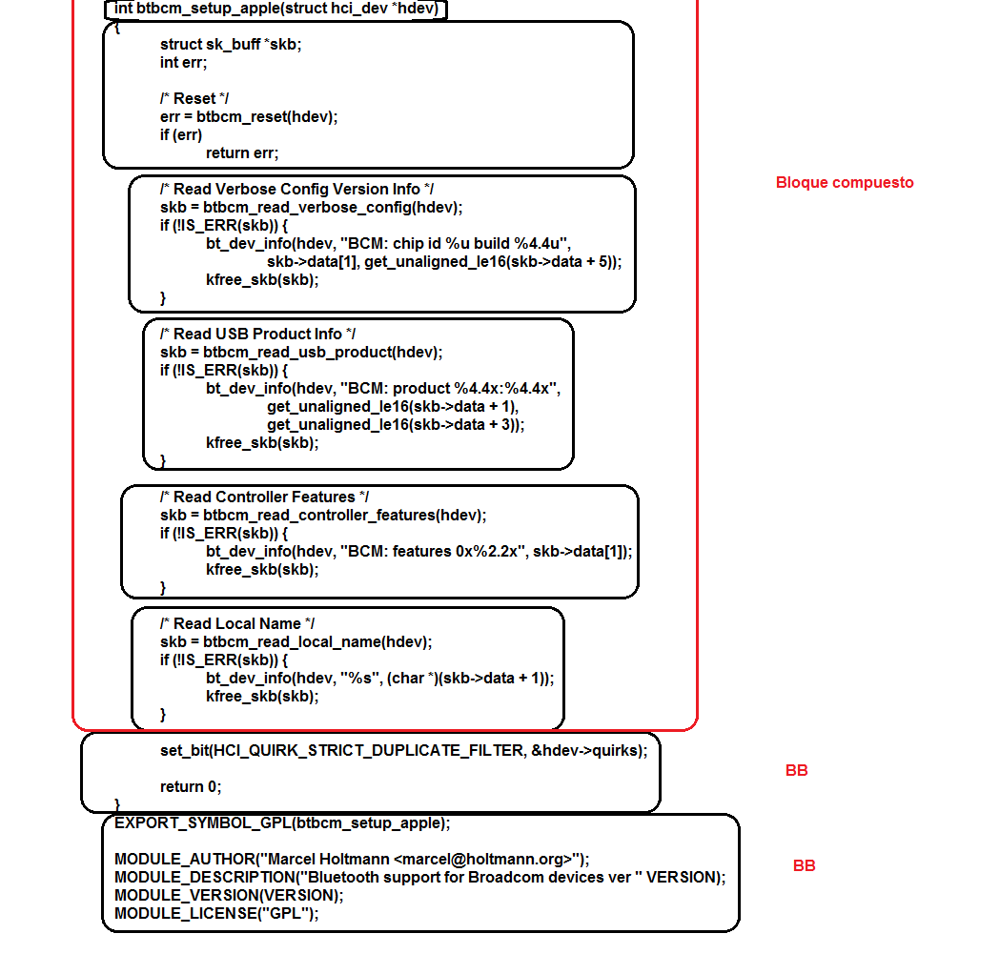 int btbcm_setup_apple(struct hci_dev *hdev)
{
struct sk_buff *skb;
int err;
/* Reset */
err = btbcm_reset(hdev);
if (err)
return err;
/* Read Verbose Config Version Info */
skb = btbcm_read_verbose_config(hdev);
if (!IS_ERR(skb)) {
bt_dev_info(hdev, "BCM: chip id %u build %4.4u",
skb->data[1], get_unaligned_le16(skb->data + 5));
kfree_skb(skb);
}
Bloque compuesto
/* Read USB Product Info */
skb = btbcm_read_usb_product(hdev);
if (!IS_ERR(skb)) {
bt_dev_info(hdev, "BCM: product %4.4x:%4.4x",
get_unaligned_le16(skb->data + 1),
get_unaligned_le16(skb->data + 3));
kfree_skb(skb);
}
/* Read Controller Features */
skb = btbcm_read_controller_features(hdev);
if (!IS_ERR(skb)) {
bt_dev_info(hdev, "BCM: features 0x%2.2x", skb->data[1]);
kfree_skb(skb);
}
/* Read Local Name */
skb = btbcm_read_local_name(hdev);
if (!IS_ERR(skb)) {
bt_dev_info(hdev, "%s", (char *)(skb->data + 1));
kfree_skb(skb);
}
set_bit(HCI_QUIRK_STRICT_DUPLICATE_FILTER, &hdev->quirks);
return 0;
}
BB
EXPORT_SYMBOL_GPL(btbcm_setup_apple);
MODULE_AUTHOR("Marcel Holtmann <marcel@holtmann.org>");
MODULE_DESCRIPTION("Bluetooth support for Broadcom devices ver " VERSION);
MODULE_VERSION(VERSION);
MODULE_LICENSE("GPL");
BB